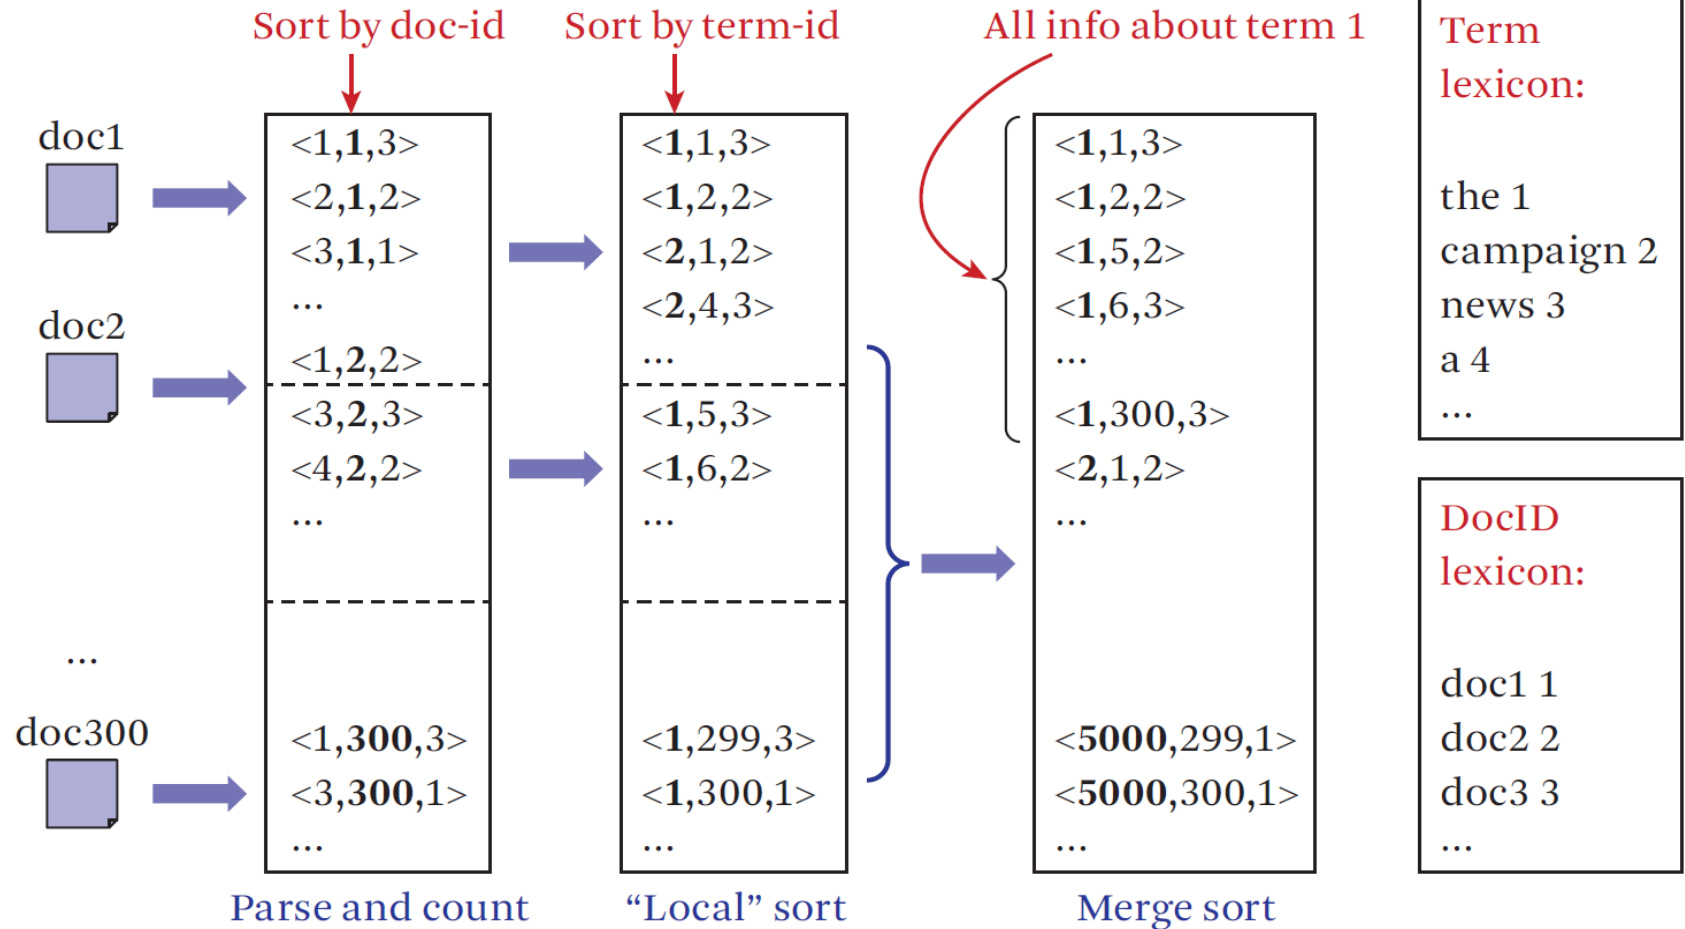 Sort by doc-id
Sort by term-id
All info about term 1
doc1
doc2
...
doc300
<1,1,3>
<2,1,2>
<3,1,1>
...
<1,2,2>
<3,2,3>
<4,2,2>
...
<1,300,3>
<3,300,1>
...
Parse and count
<1,1,3>
<1,2,2>
<2,1,2>
<2,4,3>
...
<1,5,3>
<1,6,2>
...
<1,299,3>
<1,300,1>
...
“Local” sort
<1,1,3>
<1,2,2>
<1,5,2>
<1,6,3>
...
<1,300,3>
<2,1,2>
...
<5000,299,1>
<5000,300,1>
...
Merge sort
Term
lexicon:
the 1
campaign 2
news 3
a 4
...
DocID
lexicon:
doc1 1
doc2 2
doc3 3
...